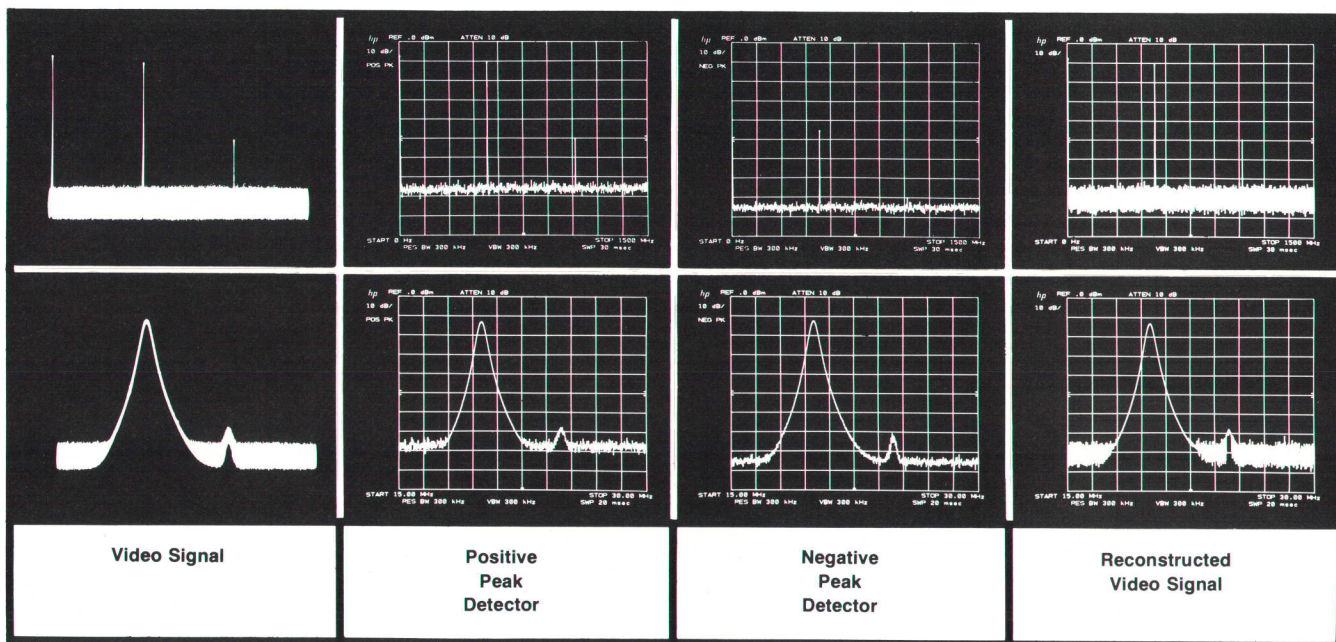 hp REF .0 dBm ATTEN 10 dB
10 dB/
POS PK
START 0 Hz STOP 1500 MHz
RES BW 300 kHz VBW 300 kHz SWP 30 msec
hp REF .0 dBm ATTEN 10 dB
10 dB/
NEG PK
START 0 Hz STOP 1500 MHz
RES BW 300 kHz VBW 300 kHz SWP 30 msec
hp REF .0 dBm ATTEN 10 dB
10 dB/
START 0 Hz STOP 1500 MHz
RES BW 300 kHz VBW 300 kHz SWP 30 msec
hp REF .0 dBm ATTEN 10 dB
10 dB/
POS PK
START 15.00 MHz STOP 30.00 MHz
RES BW 300 kHz VBW 300 kHz SWP 20 msec
hp REF .0 dBm ATTEN 10 dB
10 dB/
NEG PK
START 15.00 MHz STOP 30.00 MHz
RES BW 300 kHz VBW 300 kHz SWP 20 msec
hp REF .0 dBm ATTEN 10 dB
10 dB/
START 15.00 MHz STOP 30.00 MHz
RES BW 300 kHz VBW 300 kHz SWP 20 msec
Video Signal
Positive
Peak
Detector
Negative
Peak
Detector
Reconstructed
Video Signal